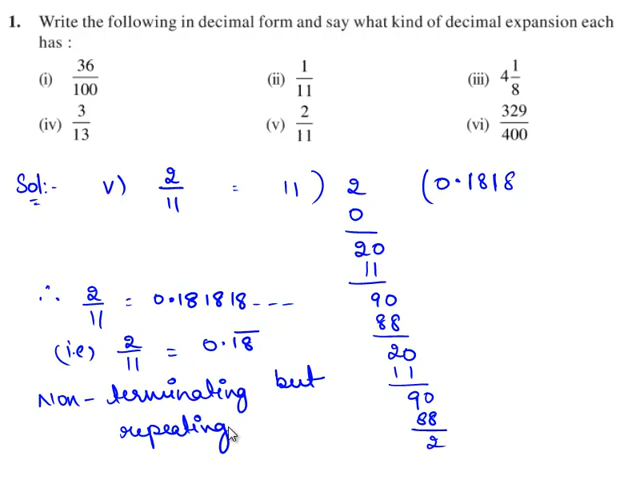 1. Write the following in decimal form and say what kind of decimal expansion each
has :
(i) 36/100 (ii) 1/11 (iii) 4 1/8
(iv) 3/13 (v) 2/11 (vi) 329/400
Sol:- v) 2/11 = 11 ) 2 ( 0.1818
0
20
11
90
88
20
11
90
88
2
∴ 2/11 = 0.181818----
(i.e) 2/11 = 0.1̅8̅
Non-terminating but
repeating